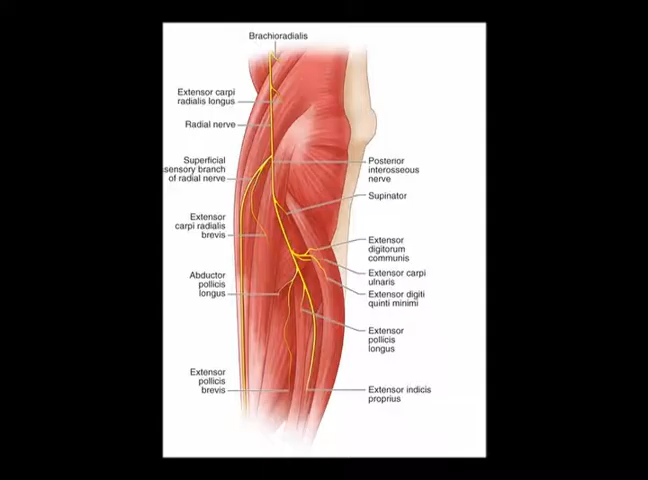 Brachioradialis
Extensor carpi
radialis longus
Radial nerve
Superficial
sensory branch
of radial nerve
Posterior
interosseous
nerve
Supinator
Extensor
carpi radialis
brevis
Extensor
digitorum
communis
Extensor carpi
ulnaris
Abductor
pollicis
longus
Extensor digiti
quinti minimi
Extensor
pollicis
longus
Extensor
pollicis
brevis
Extensor indicis
proprius